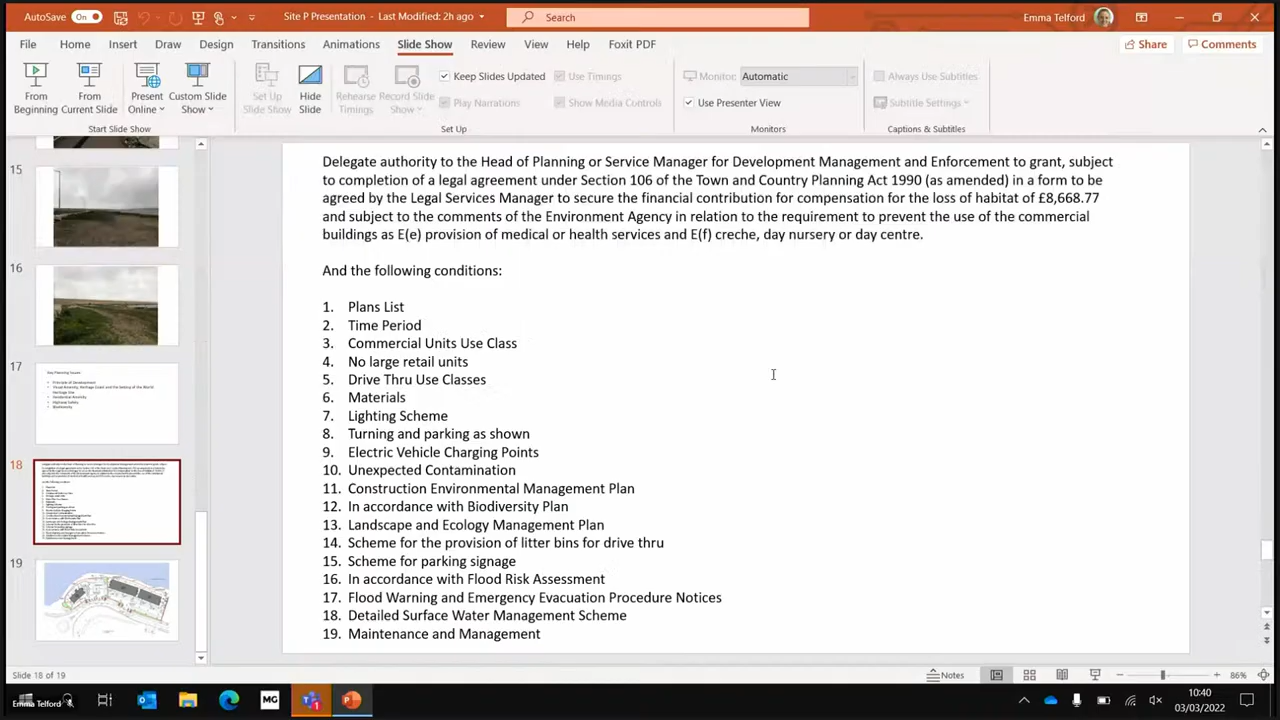 AutoSave On Site P Presentation • Last Modified: 2h ago Search Emma Telford
File Home Insert Draw Design Transitions Animations Slide Show Review View Help Foxit PDF Share Comments
From Beginning
From Current Slide
Present Online
Custom Slide Show
Start Slide Show
Set Up Slide Show
Hide Slide
Rehearse Timings
Record Slide Show
Keep Slides Updated
Play Narrations
Use Timings
Show Media Controls
Set Up
Monitor: Automatic
Use Presenter View
Monitors
Always Use Subtitles
Subtitle Settings
Captions & Subtitles
15
16
17
Key Planning Issues:
Principle of Development
Residential Amenity
Highway Safety
Biodiversity
18
19
Delegate authority to the Head of Planning or Service Manager for Development Management and Enforcement to grant, subject
to completion of a legal agreement under Section 106 of the Town and Country Planning Act 1990 (as amended) in a form to be
agreed by the Legal Services Manager to secure the financial contribution for compensation for the loss of habitat of £8,668.77
and subject to the comments of the Environment Agency in relation to the requirement to prevent the use of the commercial
buildings as E(e) provision of medical or health services and E(f) creche, day nursery or day centre.
And the following conditions:
1. Plans List
2. Time Period
3. Commercial Units Use Class
4. No large retail units
5. Drive Thru Use Classes
6. Materials
7. Lighting Scheme
8. Turning and parking as shown
9. Electric Vehicle Charging Points
10. Unexpected Contamination
11. Construction Environmental Management Plan
12. In accordance with Biodiversity Plan
13. Landscape and Ecology Management Plan
14. Scheme for the provision of litter bins for drive thru
15. Scheme for parking signage
16. In accordance with Flood Risk Assessment
17. Flood Warning and Emergency Evacuation Procedure Notices
18. Detailed Surface Water Management Scheme
19. Maintenance and Management
Slide 18 of 19 Notes 86%
Emma Telford
MG
10:40
03/03/2022